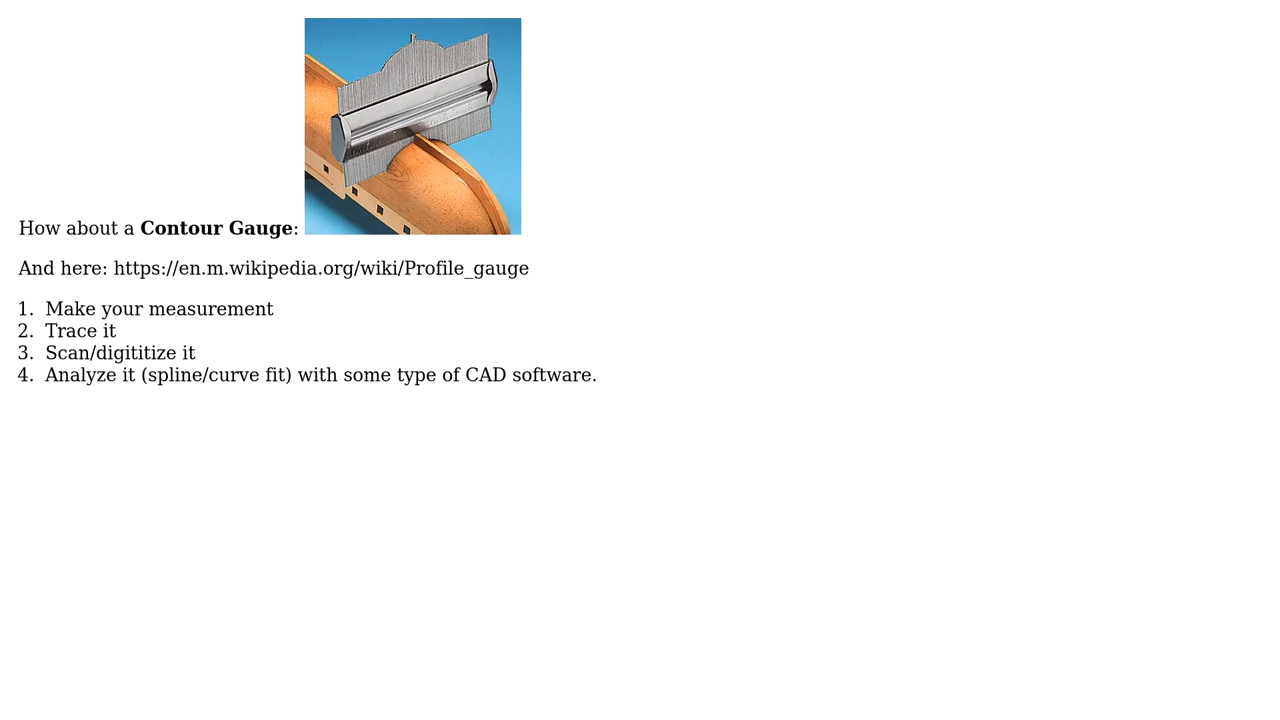 How about a Contour Gauge:
And here: https://en.m.wikipedia.org/wiki/Profile_gauge
1. Make your measurement
2. Trace it
3. Scan/digititize it
4. Analyze it (spline/curve fit) with some type of CAD software.